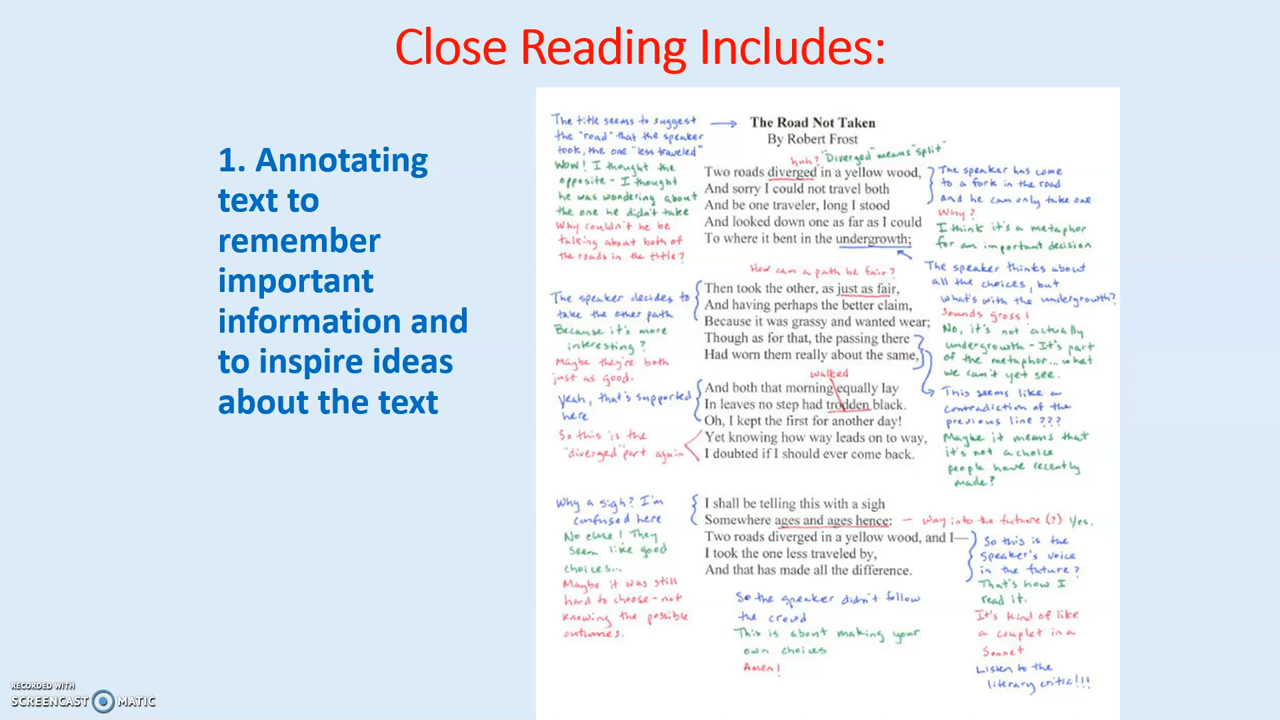 Close Reading Includes:
1. Annotating
text to
remember
important
information and
to inspire ideas
about the text
The title seems to suggest
the "road" that the speaker
took, the one "less traveled"
Wow! I thought the
opposite - I thought
he was wondering about
the one he didn't take
Why couldn't he be
talking about both of
the roads in the title?
The Road Not Taken
By Robert Frost
huh? "Diverged" means "split"
Two roads diverged in a yellow wood,
And sorry I could not travel both
And be one traveler, long I stood
And looked down one as far as I could
To where it bent in the undergrowth;
The speaker has come
to a fork in the road
and he can only take one
Why?
I think it's a metaphor
for an important decision
The speaker thinks about
all the choices, but
what's with the undergrowth?
Sounds gross!
No, it's not actually
undergrowth - It's part
of the metaphor... what
we can't yet see.
How can a path be fair?
Then took the other, as just as fair,
And having perhaps the better claim,
Because it was grassy and wanted wear;
Though as for that, the passing there
Had worn them really about the same,
The speaker decides to
take the other path
Because it's more
interesting?
Maybe they're both
just as good.
Yeah, that's supported
here
So this is the
"diverged" part again
walked
And both that morning equally lay
In leaves no step had trodden black.
Oh, I kept the first for another day!
Yet knowing how way leads on to way,
I doubted if I should ever come back.
This seems like a
contradiction of the
previous line???
Maybe it means that
it's not a choice
people have recently
made?
Why a sigh? I'm
confused here
No clue! They
seem like good
choices...
Maybe it was still
hard to choose - not
knowing the possible
outcomes.
I shall be telling this with a sigh
Somewhere ages and ages hence: — way into the future (?) Yes.
Two roads diverged in a yellow wood, and I—
I took the one less traveled by,
And that has made all the difference.
So this is the
speaker's voice
in the future?
That's how I
read it.
It's kind of like
a couplet in a
Sonnet
Listen to the
literary critic!!!
So the speaker didn't follow
the crowd
This is about making your
own choices
Amen!
RECORDED WITH
SCREENCAST MATIC